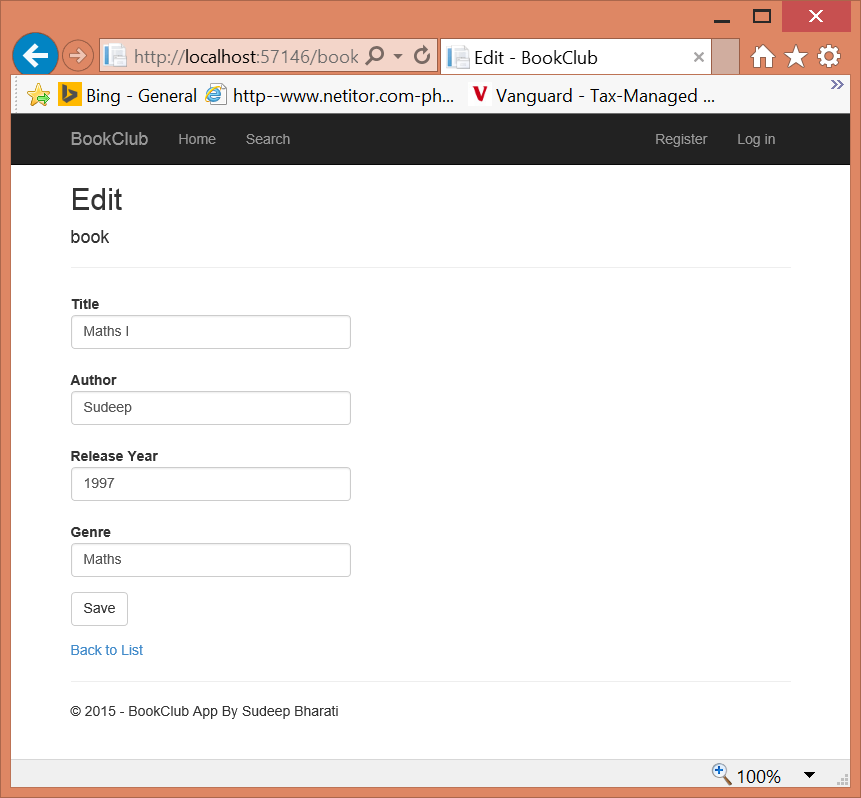 http://localhost:57146/book
Edit - BookClub
Bing - General
http--www.netitor.com-ph...
Vanguard - Tax-Managed ...
BookClub
Home
Search
Register
Log in
Edit
book
Title
Maths I
Author
Sudeep
Release Year
1997
Genre
Maths
Save
Back to List
© 2015 - BookClub App By Sudeep Bharati
100%